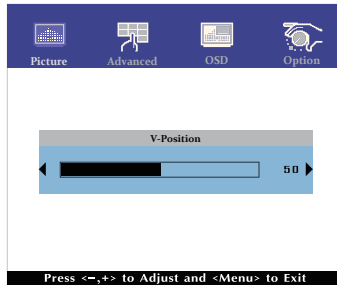 Picture Advanced OSD Option
V-Position
50
Press <-,+> to Adjust and <Menu> to Exit